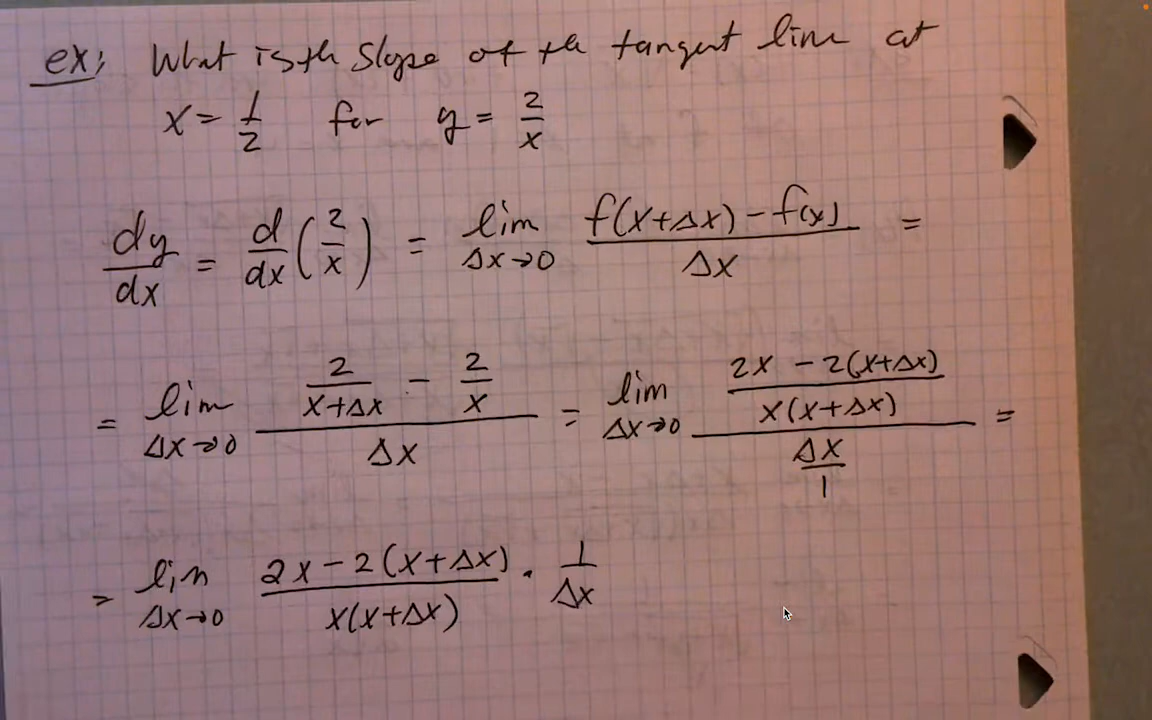 ex: What is th slope of th tangent line at
x = 1/2 for y = 2/x
dy/dx = d/dx (2/x) = lim Δx→0 (f(x+Δx) - f(x))/Δx =
= lim Δx→0 (2/(x+Δx) - 2/x)/Δx = lim Δx→0 ((2x - 2(x+Δx))/(x(x+Δx)))/(Δx/1) =
= lim Δx→0 (2x - 2(x+Δx))/(x(x+Δx)) · 1/Δx